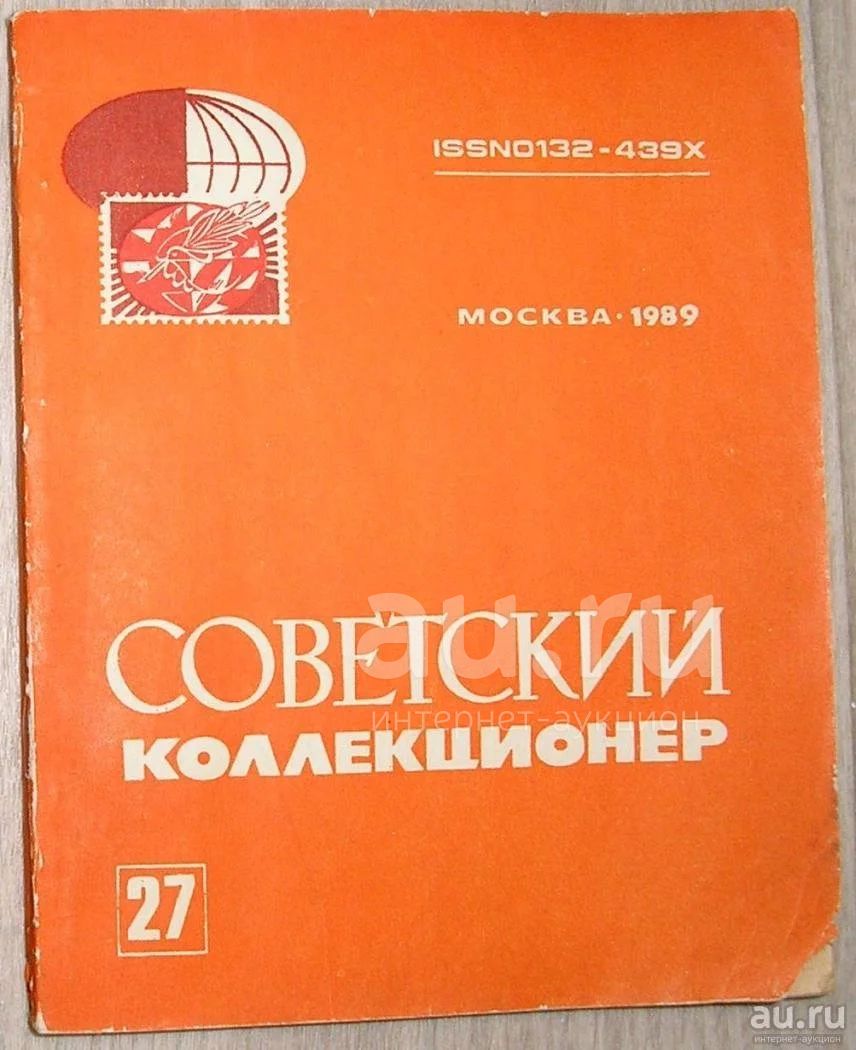 ISSN0132-439X
МОСКВА·1989
СОВЕТСКИЙ
КОЛЛЕКЦИОНЕР
27
au.ru
интернет-аукцион
au.ru
интернет-аукцион